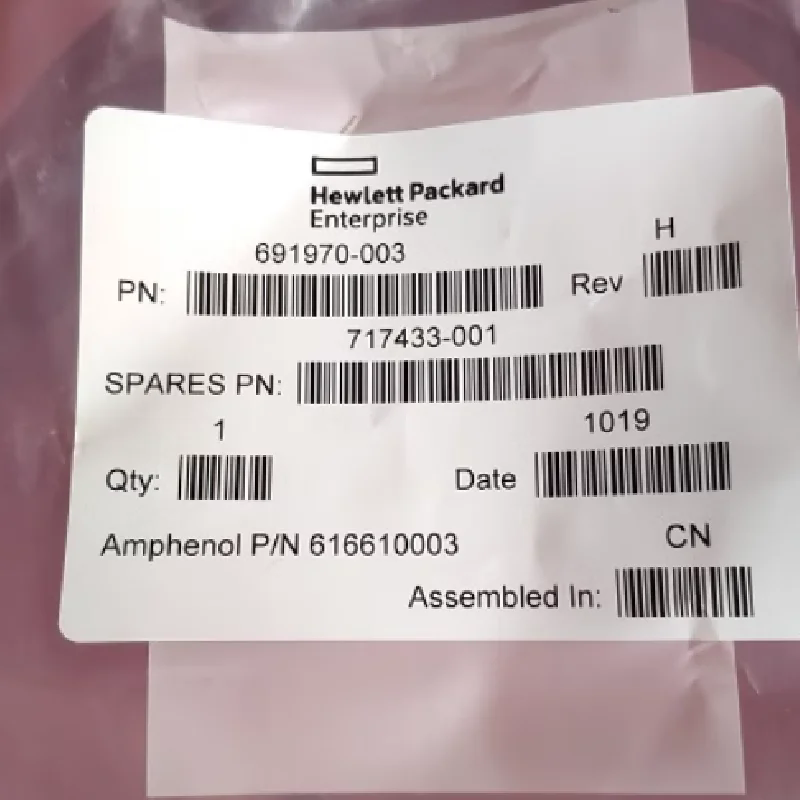 Hewlett Packard
Enterprise
H
691970-003
PN:
Rev
717433-001
SPARES PN:
1
1019
Qty:
Date
Amphenol P/N 616610003
CN
Assembled In: